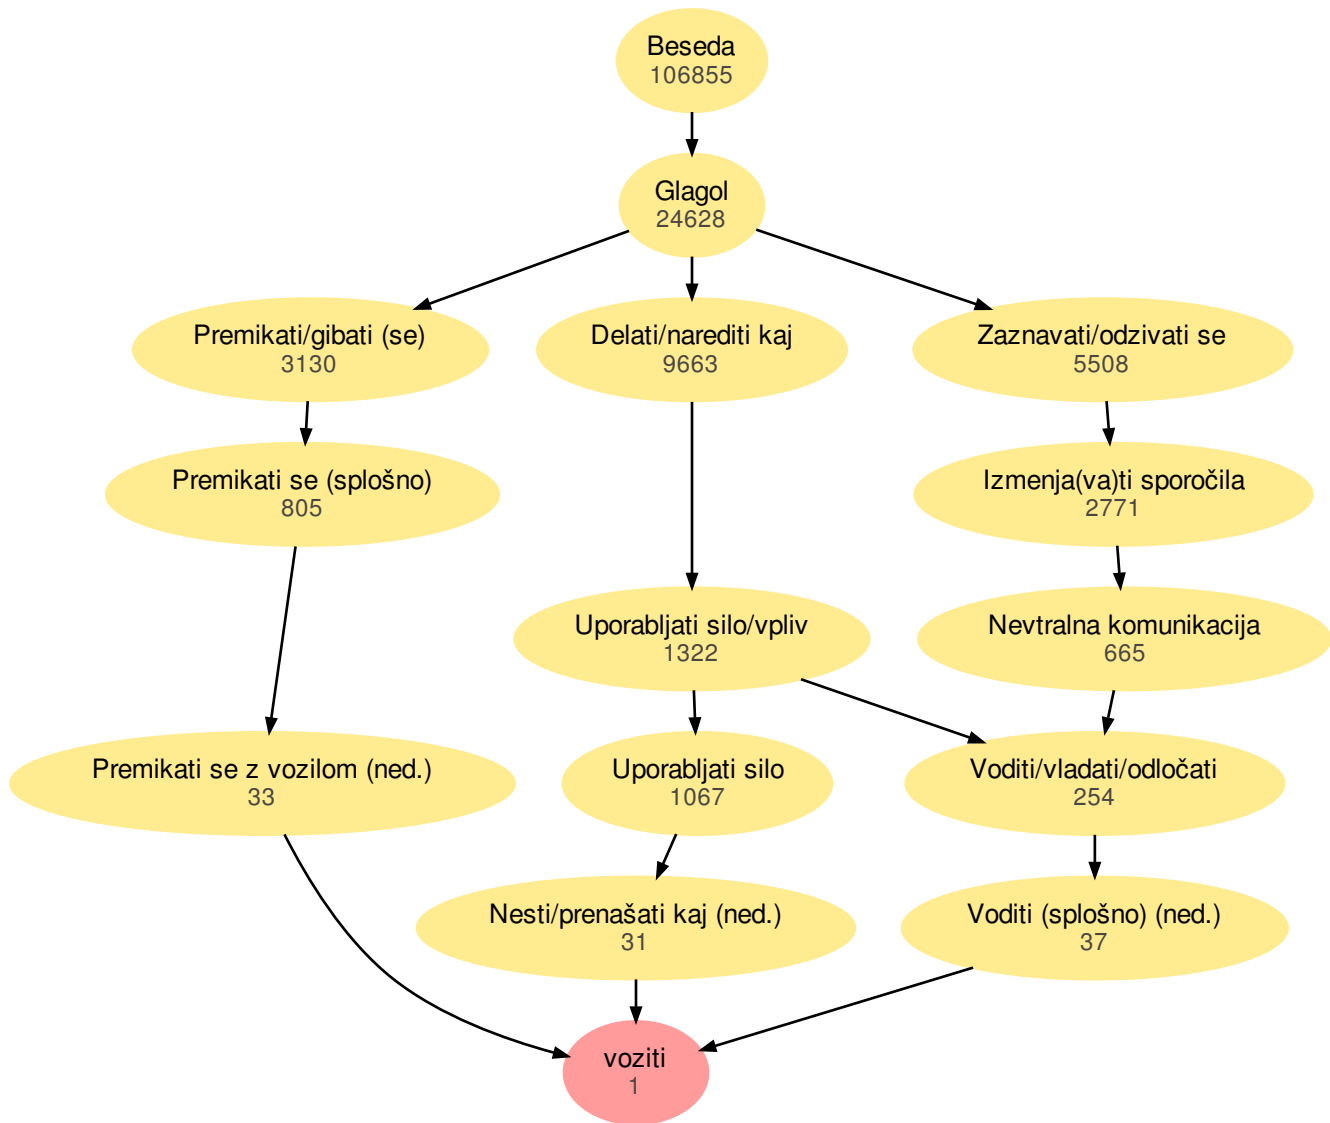 Beseda
106855
Glagol
24628
Premikati/gibati (se)
3130
Delati/narediti kaj
9663
Zaznavati/odzivati se
5508
Premikati se (splošno)
805
Izmenja(va)ti sporočila
2771
Uporabljati silo/vpliv
1322
Nevtralna komunikacija
665
Premikati se z vozilom (ned.)
33
Uporabljati silo
1067
Voditi/vladati/odločati
254
Nesti/prenašati kaj (ned.)
31
Voditi (splošno) (ned.)
37
voziti
1